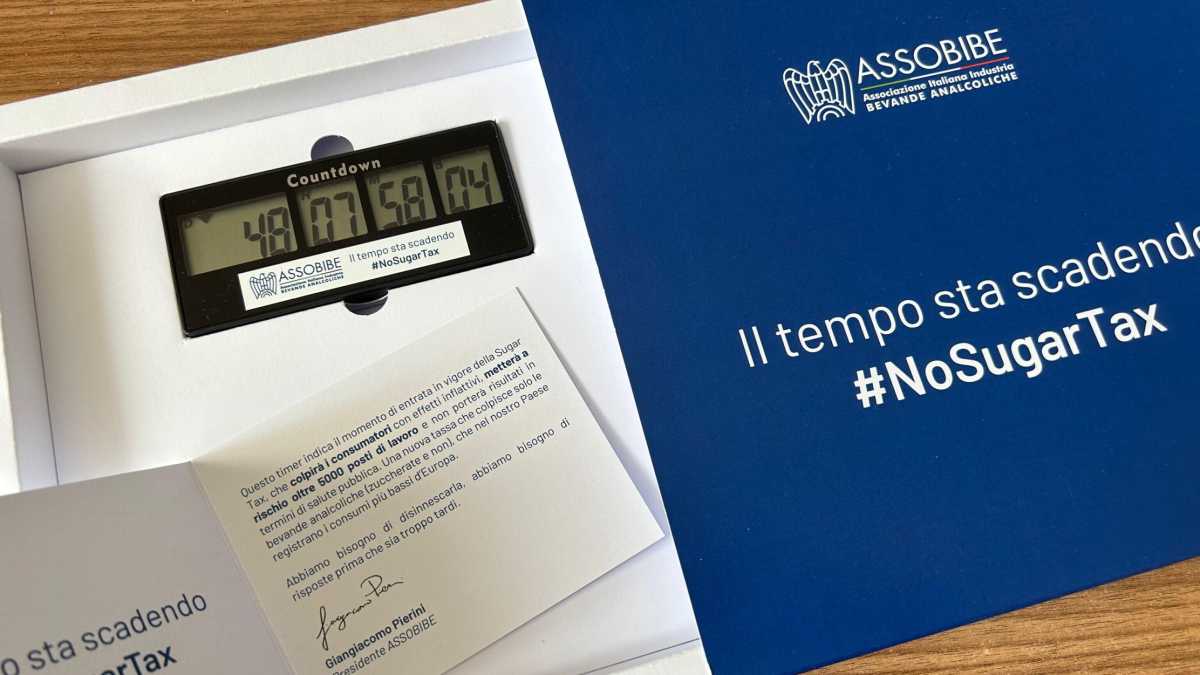 ASSOBIBE
Associazione Italiana Industria
BEVANDE ANALCOLICHE
Il tempo sta scadendo
#NoSugarTax
Countdown
D H M S
48 07 58 04
ASSOBIBE
Associazione Italiana Industria
BEVANDE ANALCOLICHE
Il tempo sta scadendo
#NoSugarTax
Questo timer indica il momento di entrata in vigore della Sugar
Tax, che colpirà i consumatori con effetti inflattivi, metterà a
rischio oltre 5000 posti di lavoro e non porterà risultati in
termini di salute pubblica. Una nuova tassa che colpisce solo le
bevande analcoliche (zuccherate e non), che nel nostro Paese
registrano i consumi più bassi d'Europa.
Abbiamo bisogno di disinnescarla, abbiamo bisogno di
risposte prima che sia troppo tardi.
Giangiacomo Pierini
Presidente ASSOBIBE
o sta scadendo
ugarTax